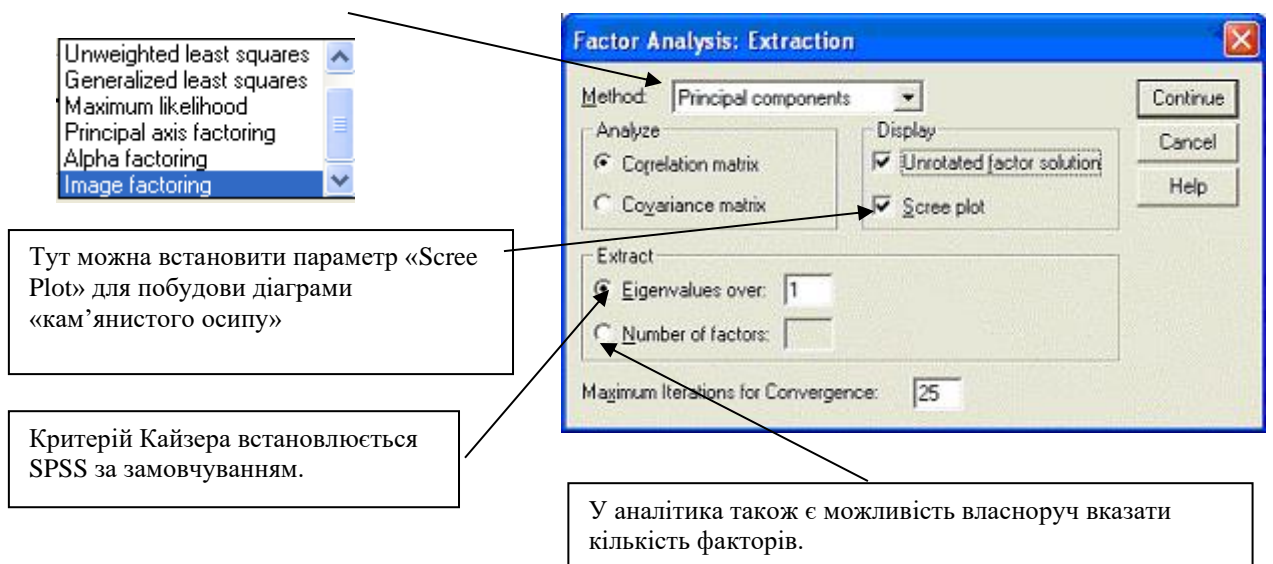 Unweighted least squares
Generalized least squares
Maximum likelihood
Principal axis factoring
Alpha factoring
Image factoring
Тут можна встановити параметр «Scree
Plot» для побудови діаграми
«кам’янистого осипу»
Критерій Кайзера встановлюється
SPSS за замовчуванням.
Factor Analysis: Extraction
Method: Principal components
Continue
Cancel
Help
Analyze
Correlation matrix
Covariance matrix
Display
Unrotated factor solution
Scree plot
Extract
Eigenvalues over: 1
Number of factors:
Maximum Iterations for Convergence: 25
У аналітика також є можливість власноруч вказати
кількість факторів.